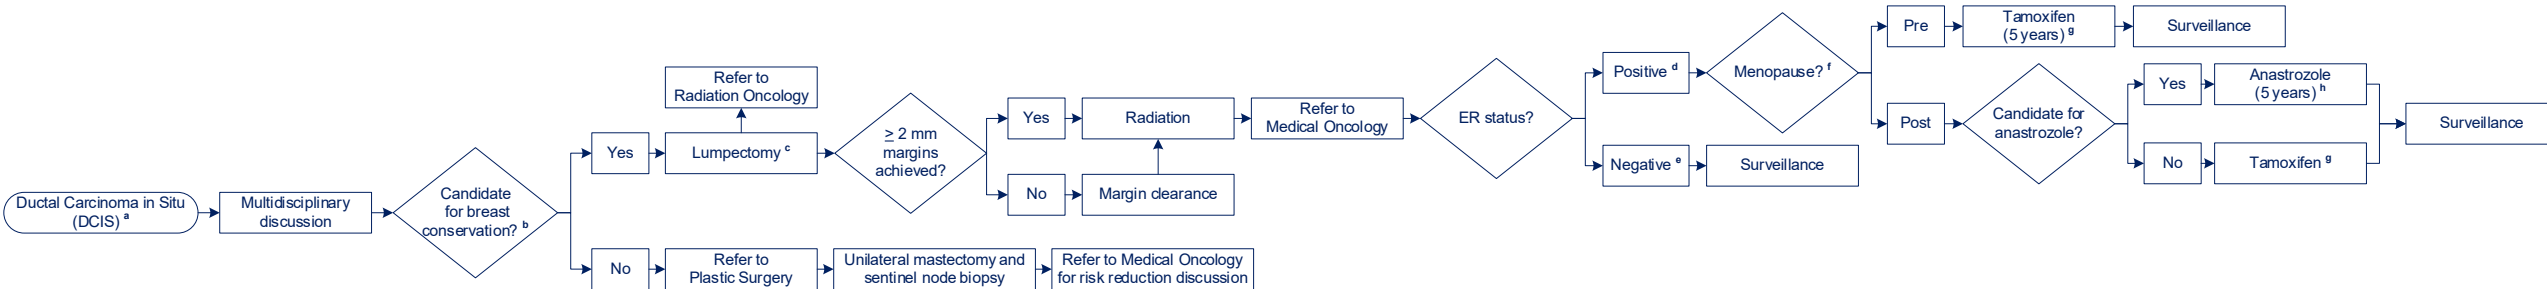 Ductal Carcinoma in Situ
(DCIS) a
Multidisciplinary
discussion
Candidate
for breast
conservation? b
Yes
Lumpectomy c
Refer to
Radiation Oncology
≥ 2 mm
margins
achieved?
Yes
Radiation
No
Margin clearance
Refer to
Medical Oncology
ER status?
Positive d
Menopause? f
Pre
Tamoxifen
(5 years) g
Surveillance
Post
Candidate for
anastrozole?
Yes
Anastrozole
(5 years) h
No
Tamoxifen g
Surveillance
Negative e
Surveillance
No
Refer to
Plastic Surgery
Unilateral mastectomy and
sentinel node biopsy
Refer to Medical Oncology
for risk reduction discussion